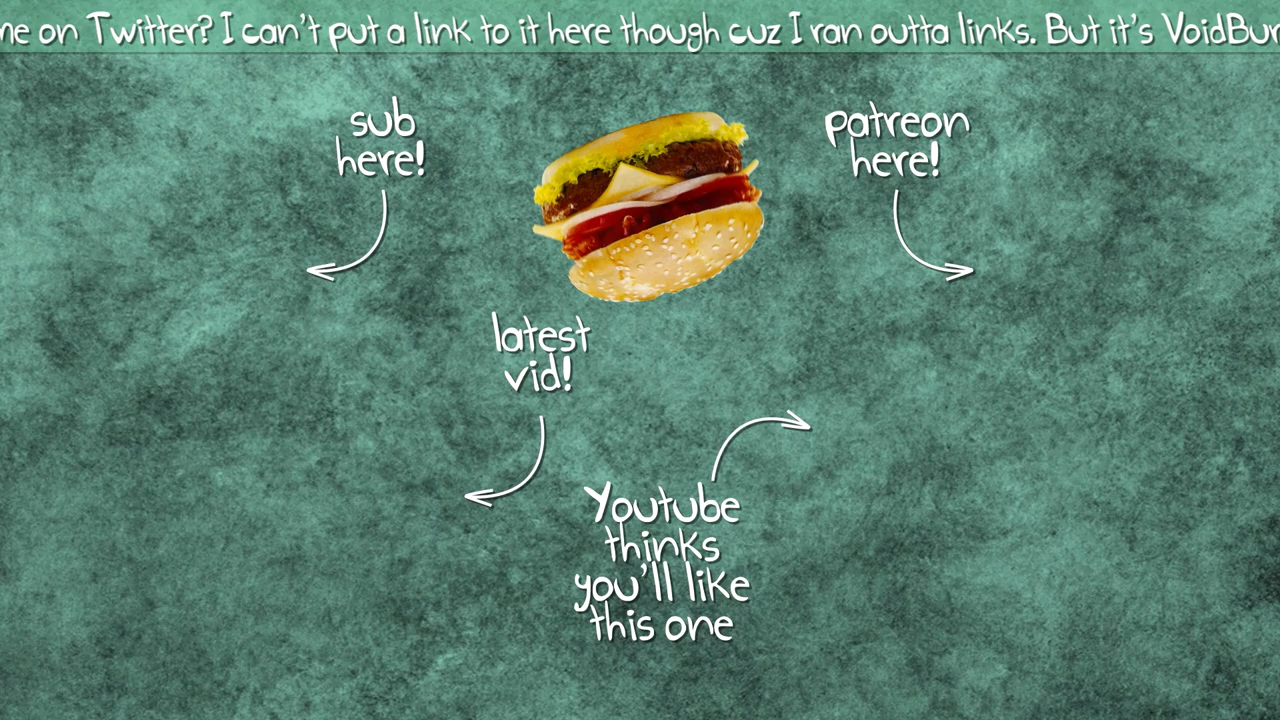 me on Twitter? I can't put a link to it here though cuz I ran outta links. But it's VoidBur
sub
here!
patreon
here!
latest
vid!
Youtube
thinks
you'll like
this one